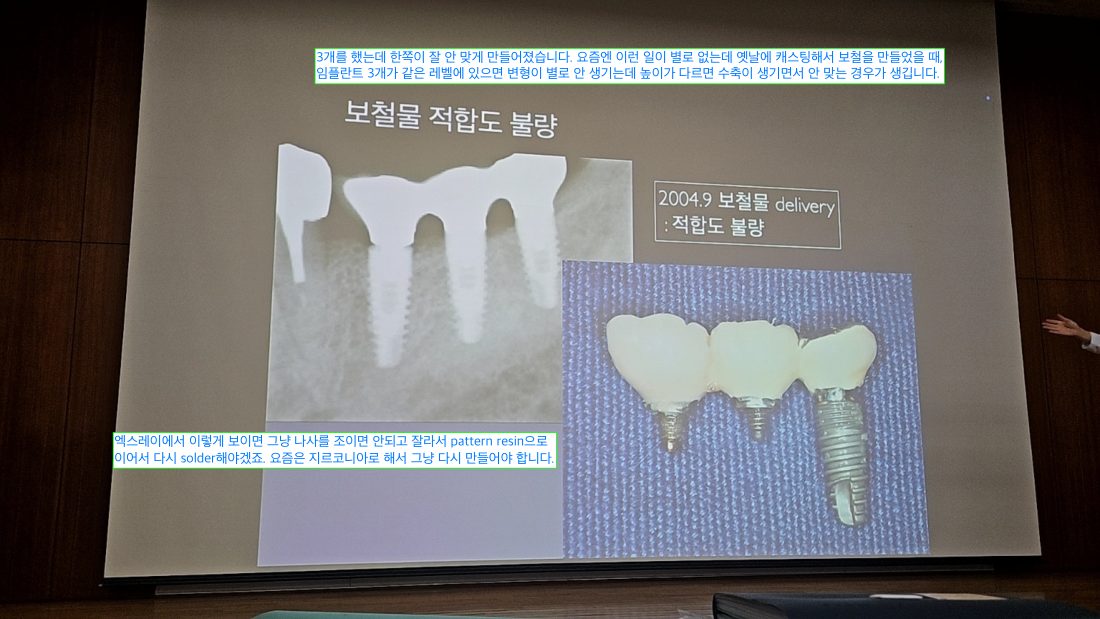 3개를 했는데 한쪽이 잘 안 맞게 만들어졌습니다. 요즘엔 이런 일이 별로 없는데 옛날에 캐스팅해서 보철을 만들었을 때,
임플란트 3개가 같은 레벨에 있으면 변형이 별로 안 생기는데 높이가 다르면 수축이 생기면서 안 맞는 경우가 생깁니다.
보철물 적합도 불량
2004.9 보철물 delivery
: 적합도 불량
엑스레이에서 이렇게 보이면 그냥 나사를 조이면 안되고 잘라서 pattern resin으로
이어서 다시 solder해야겠죠. 요즘은 지르코니아로 해서 그냥 다시 만들어야 합니다.